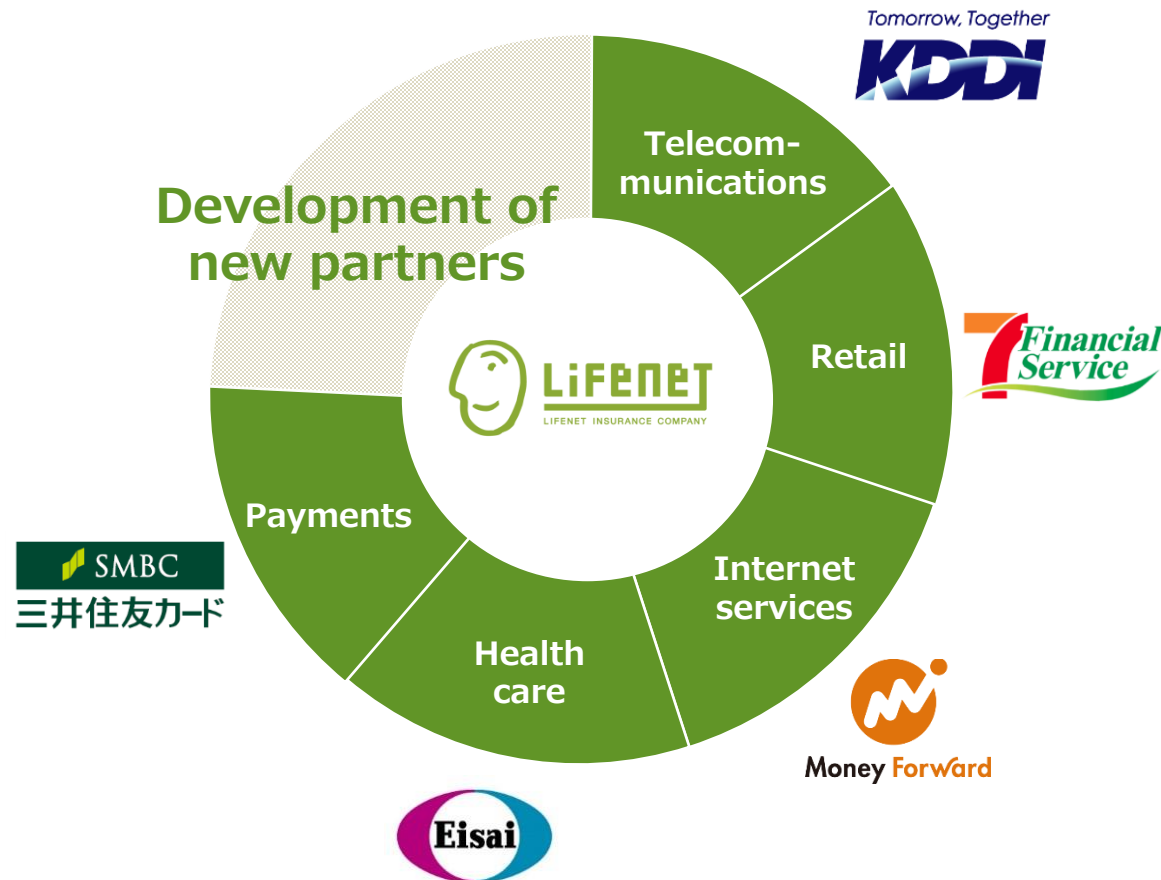 Tomorrow, Together
KDDI
Telecom-
munications
Development of
new partners
Retail
7 Financial
Service
LiFENET
LIFENET INSURANCE COMPANY
Payments
SMBC
三井住友カード
Internet
services
Health
care
Money Forward
Eisai